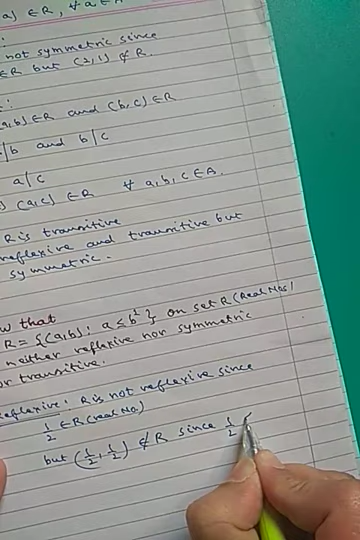 a) ∈ R, ∀ a ∈ A
not symmetric since
∈ R but (2,1) ∉ R.
a,b) ∈ R and (b,c) ∈ R
/b and b/c
a/c
(a,c) ∈ R ∀ a,b,c ∈ A.
R is transitive
reflexive and transitive but
symmetric.
w that
R = {(a,b): a ≤ b²} on set R (Real Nos)
neither reflexive nor symmetric
or transitive.
eflexive: R is not reflexive since
1/2 ∈ R (real No.)
but (1/2, 1/2) ∉ R since 1/2